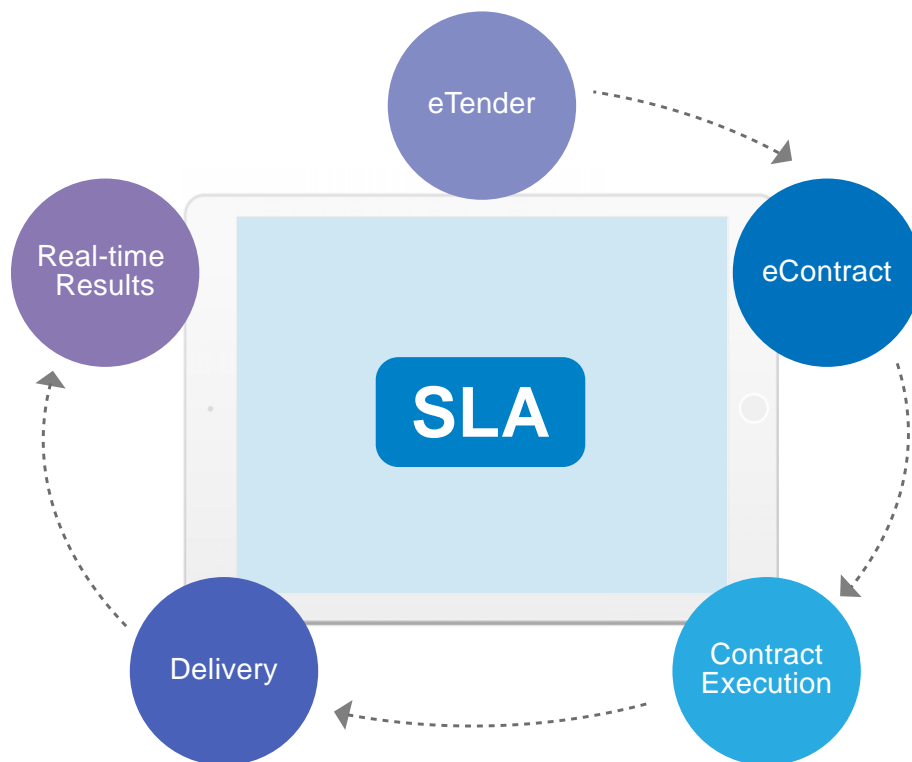 eTender
eContract
Contract
Execution
Delivery
Real-time
Results
SLA